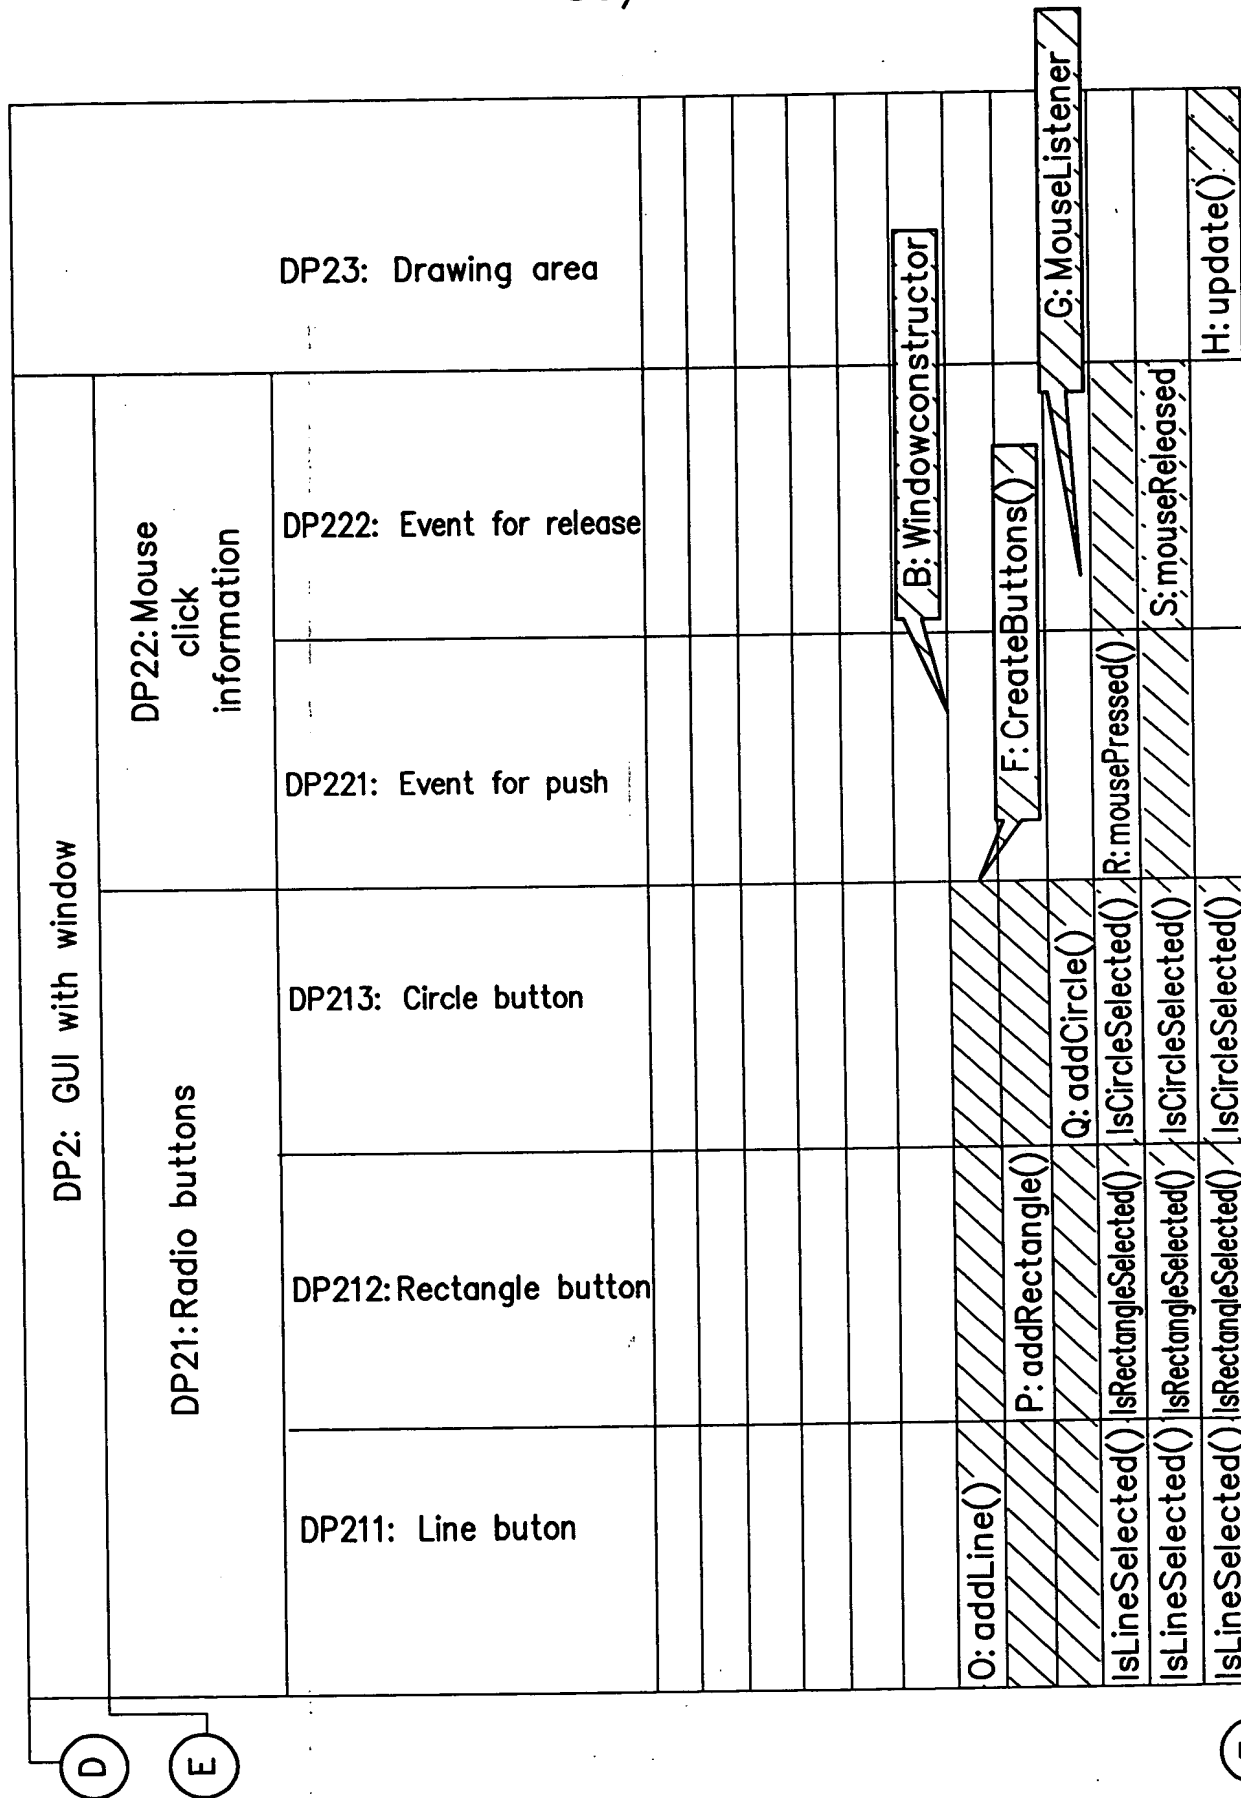 DP2: GUI with window
DP21:Radio buttons
DP22:Mouse
click
information
DP211: Line buton
DP212:Rectangle button
DP213: Circle button
DP221: Event for push
DP222: Event for release
DP23: Drawing area
B: Windowconstructor
O: addLine()
F: CreateButtons()
P: addRectangle()
G: MouseListener
Q: addCircle()
IsLineSelected() IsRectangleSelected() IsCircleSelected() R: mousePressed()
IsLineSelected() IsRectangleSelected() IsCircleSelected() S: mouseReleased
IsLineSelected() IsRectangleSelected() IsCircleSelected() H: update()
D
E